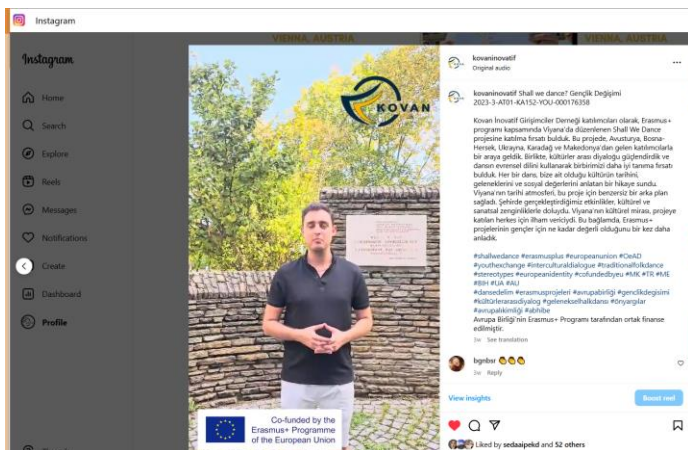 Instagram
VIENNA, AUSTRIA
VIENNA, AUSTRIA
Instagram
Home
Search
Explore
Reels
Messages
Notifications
Create
Dashboard
Profile
KOVAN
Co-funded by the
Erasmus+ Programme
of the European Union
kovaninovatif
Original audio
kovaninovatif Shall we dance? Gençlik Değişimi
2023-3-AT01-KA152-YOU-000176358
Kovan İnovatif Girişimciler Derneği katılımcıları olarak, Erasmus+
programı kapsamında Viyana'da düzenlenen Shall We Dance
projesine katılma fırsatı bulduk. Bu projede, Avusturya, Bosna-
Hersek, Ukrayna, Karadağ ve Makedonya'dan gelen katılımcılarla
bir araya geldik. Birlikte, kültürler arası diyaloğu güçlendirdik ve
dansın evrensel dilini kullanarak birbirimizi daha iyi tanıma fırsatı
bulduk. Her bir dans, bize ait olduğu kültürün tarihini,
geleneklerini ve sosyal değerlerini anlatan bir hikaye sundu.
Viyana'nın tarihi atmosferi, bu proje için benzersiz bir arka plan
sağladı. Şehirde gerçekleştirdiğimiz etkinlikler, kültürel ve
sanatsal zenginliklerle doluydu. Viyana'nın kültürel mirası, projeye
katılan herkes için ilham vericiydi. Bu bağlamda, Erasmus+
projelerinin gençler için ne kadar değerli olduğunu bir kez daha
anladık.
#shallwedance #erasmusplus #europeanunion #OeAD
#youthexchange #interculturaldialogue #traditionalfolkdance
#stereotypes #europeanidentity #cofundedbyeu #MK #TR #ME
#BIH #UA #AU
#dansedelim #erasmusprojeleri #avrupabirliği #genclikdegisimi
#kültürlerarasıdiyalog #gelenekselhalkdansı #önyargılar
#avrupalıkimliği #abhibe
Avrupa Birliği'nin Erasmus+ Programı tarafından ortak finanse
edilmiştir.
3w See translation
bgnbsr 👏👏👏
3w Reply
View insights
Boost reel
Liked by sedaaipekd and 52 others